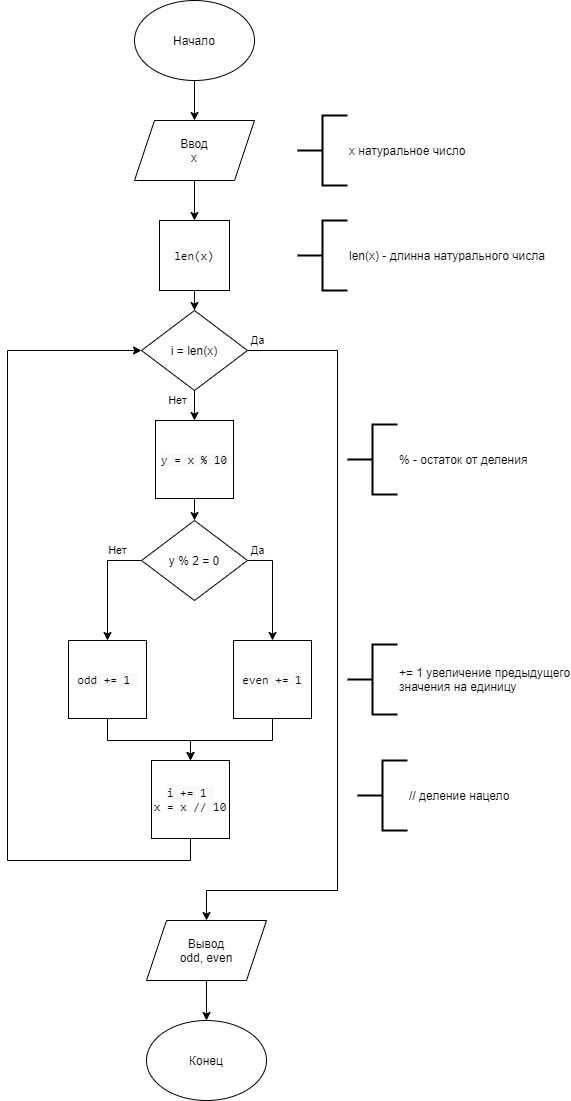 Начало
Ввод
x
x натуральное число
len(x)
len(x) - длинна натурального числа
i = len(x)
Да
Нет
y = x % 10
% - остаток от деления
Нет
y % 2 = 0
Да
odd += 1
even += 1
+= 1 увеличение предыдущего
значения на единицу
i += 1
x = x // 10
// деление нацело
Вывод
odd, even
Конец